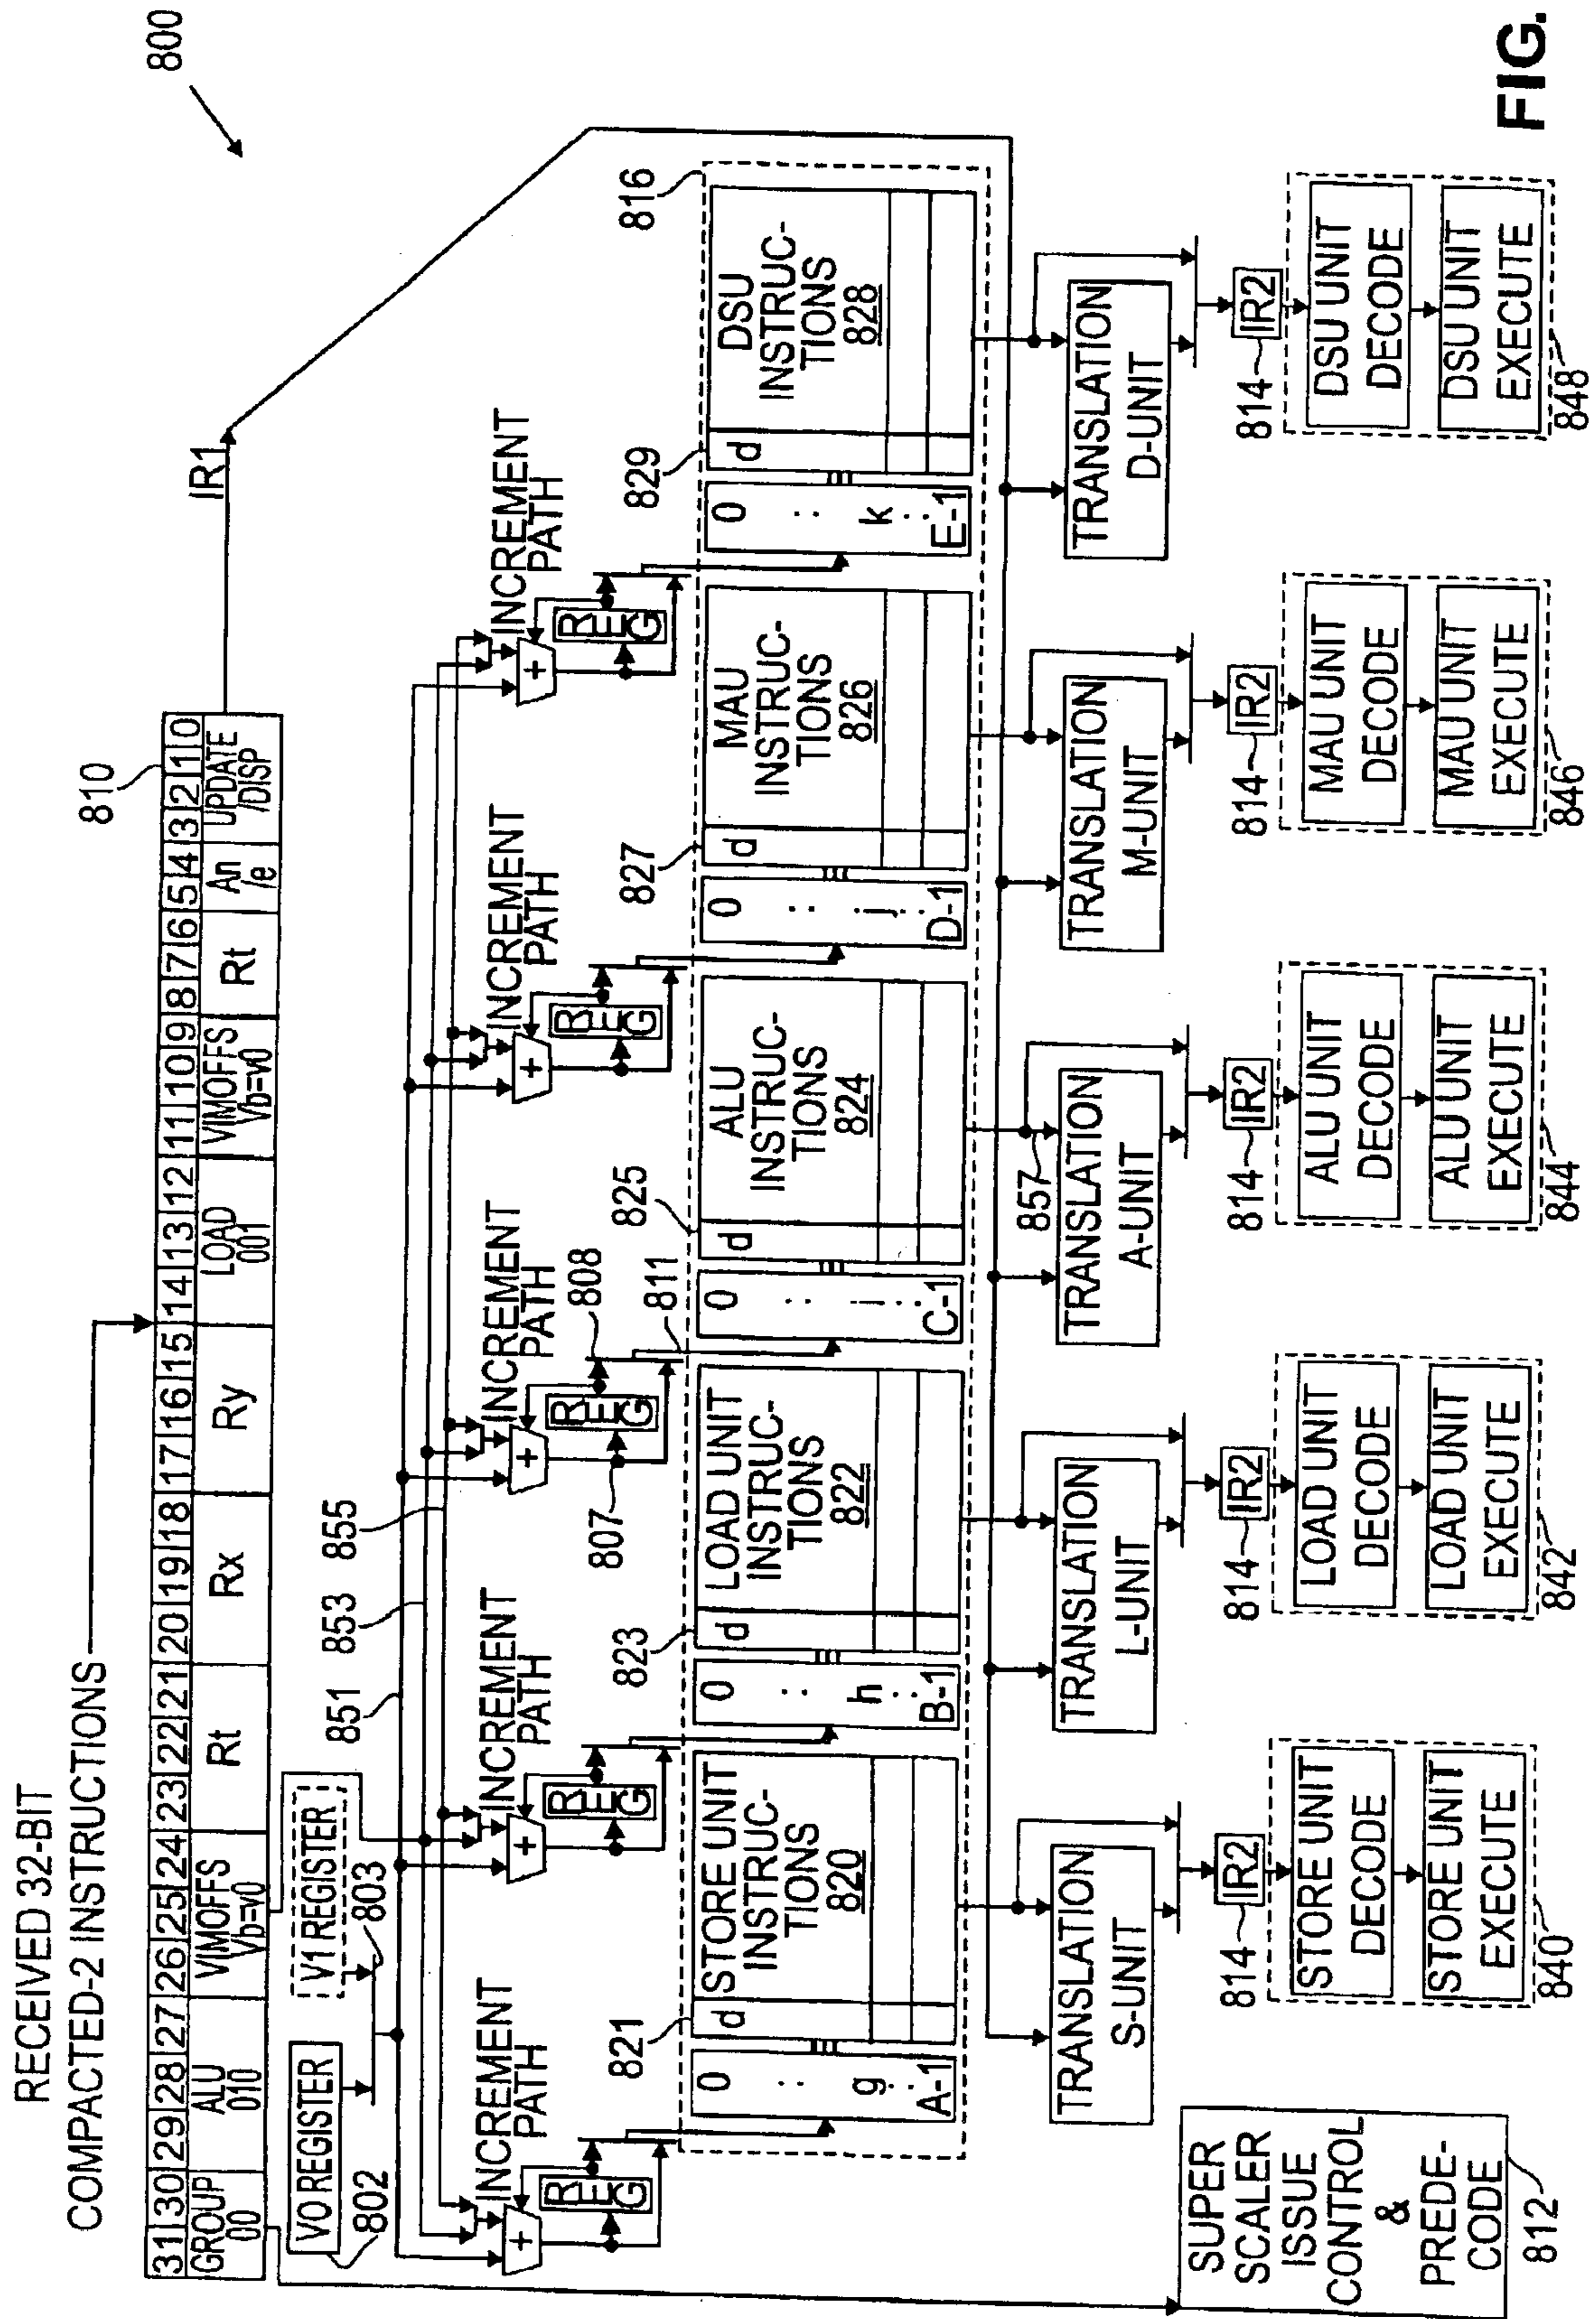 800
RECEIVED 32-BIT
COMPACTED-2 INSTRUCTIONS
810
31 30 29 28 27 26 25 24 23 22 21 20 19 18 17 16 15 14 13 12 11 10 9 8 7 6 5 4 3 2 1 0
GROUP
00
ALU
010
VIMOFFS
Vb=v0
Rt
Rx
Ry
LOAD
001
VIMOFFS
Vb=v0
Rt
An
/e
UPDATE
/DISP
IR1
V0 REGISTER
802
V1 REGISTER
803
851
853
855
INCREMENT
PATH
INCREMENT
PATH
INCREMENT
PATH
INCREMENT
PATH
INCREMENT
PATH
+
+
+
+
+
REG
REG
REG
REG
REG
807
808
811
816
821
823
825
827
829
0
:
g
:
A-1
d
STORE UNIT
INSTRUC-
TIONS
820
0
:
h
:
B-1
d
LOAD UNIT
INSTRUC-
TIONS
822
0
:
i
:
C-1
d
ALU
INSTRUC-
TIONS
824
0
:
j
:
D-1
d
MAU
INSTRUC-
TIONS
826
0
:
k
:
E-1
d
DSU
INSTRUC-
TIONS
828
857
TRANSLATION
S-UNIT
TRANSLATION
L-UNIT
TRANSLATION
A-UNIT
TRANSLATION
M-UNIT
TRANSLATION
D-UNIT
814
IR2
814
IR2
814
IR2
814
IR2
814
IR2
SUPER
SCALER
ISSUE
CONTROL
&
PREDE-
CODE
812
STORE UNIT
DECODE
STORE UNIT
EXECUTE
840
LOAD UNIT
DECODE
LOAD UNIT
EXECUTE
842
ALU UNIT
DECODE
ALU UNIT
EXECUTE
844
MAU UNIT
DECODE
MAU UNIT
EXECUTE
846
DSU UNIT
DECODE
DSU UNIT
EXECUTE
848
FIG.